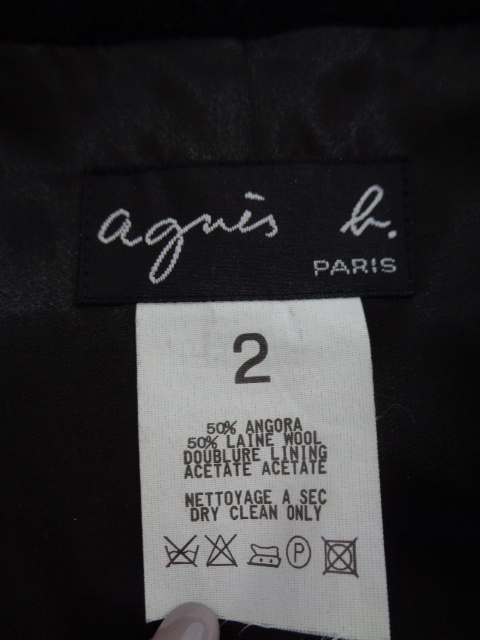 agnès b.
PARIS
2
50% ANGORA
50% LAINE WOOL
DOUBLURE LINING
ACETATE ACETATE
NETTOYAGE A SEC
DRY CLEAN ONLY
P